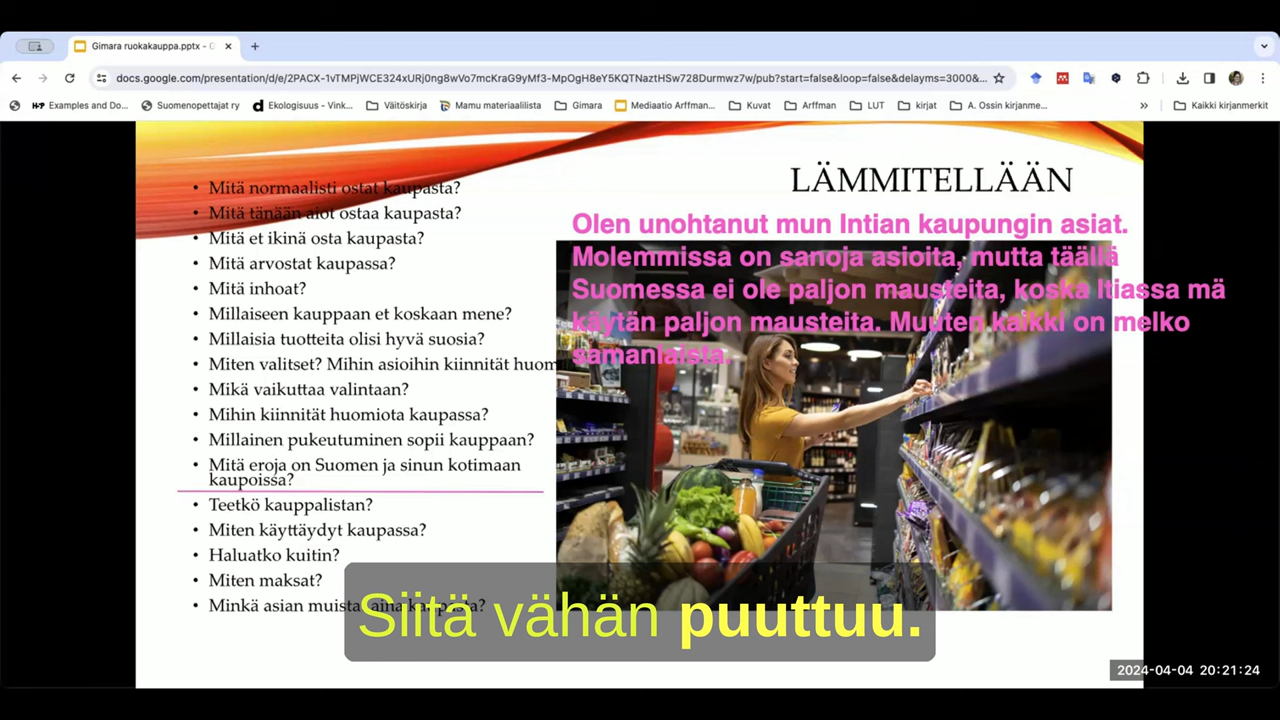 Gimara ruokakauppa.pptx - G
docs.google.com/presentation/d/e/2PACX-1vTMPjWCE324xURj0ng8wVo7mcKraG9yMf3-MpOgH8eY5KQTNaztHSw728Durmwz7w/pub?start=false&loop=false&delayms=3000&...
Examples and Do...
Suomenopettajat ry
Ekologisuus - Vink...
Väitöskirja
Mamu materiaalilista
Gimara
Mediaatio Arffman...
Kuvat
Arffman
LUT
kirjat
A. Ossin kirjanme...
Kaikki kirjanmerkit
LÄMMITELLÄÄN
• Mitä normaalisti ostat kaupasta?
• Mitä tänään aiot ostaa kaupasta?
• Mitä et ikinä osta kaupasta?
• Mitä arvostat kaupassa?
• Mitä inhoat?
• Millaiseen kauppaan et koskaan mene?
• Millaisia tuotteita olisi hyvä suosia?
• Miten valitset? Mihin asioihin kiinnität huom
• Mikä vaikuttaa valintaan?
• Mihin kiinnität huomiota kaupassa?
• Millainen pukeutuminen sopii kauppaan?
• Mitä eroja on Suomen ja sinun kotimaan
kaupoissa?
• Teetkö kauppalistan?
• Miten käyttäydyt kaupassa?
• Haluatko kuitin?
• Miten maksat?
• Minkä asian muistat aina kaupasta?
Olen unohtanut mun Intian kaupungin asiat.
Molemmissa on sanoja asioita, mutta täällä
Suomessa ei ole paljon mausteita, koska Itiassa mä
käytän paljon mausteita. Muuten kaikki on melko
samanlaista.
Siitä vähän puuttuu.
2024-04-04 20:21:24